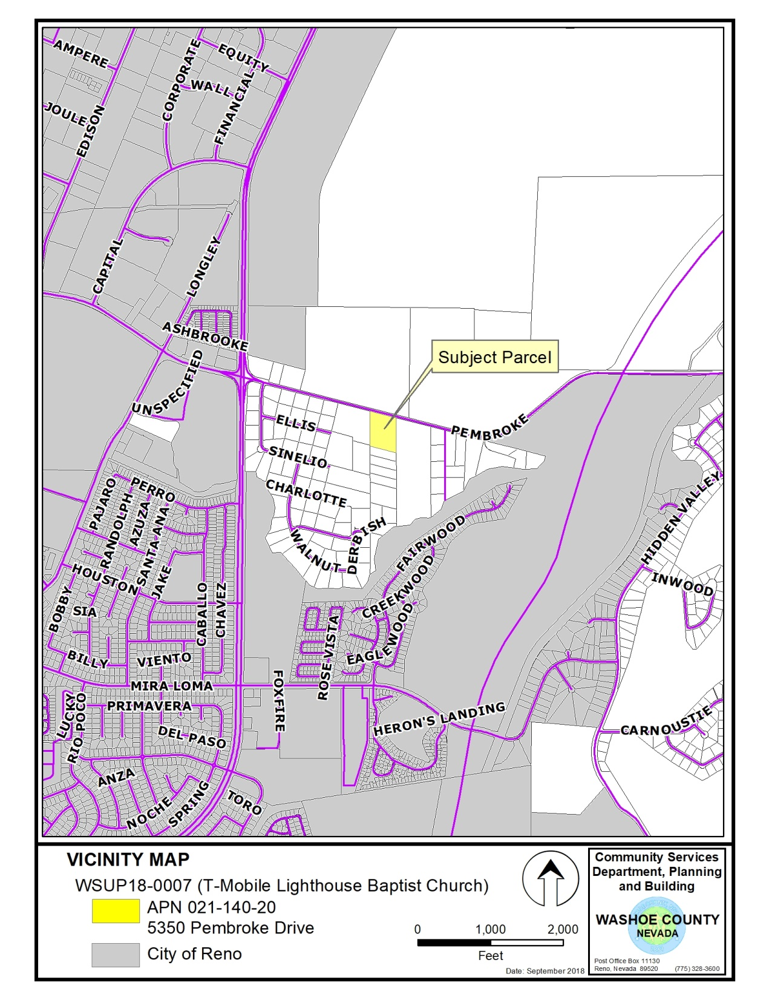 AMPERE
EQUITY
CORPORATE
WALL
FINANCIAL
JOULE
EDISON
CAPITAL
LONGLEY
ASHBROOKE
UNSPECIFIED
Subject Parcel
ELLIS
PEMBROKE
SINELIO
CHARLOTTE
PERRO
PAJARO
RANDOLPH
AZUZA
SANTA ANA
HIDDEN VALLEY
FAIRWOOD
DERBISH
WALNUT
HOUSTON
JAKE
CREEKWOOD
INWOOD
BOBBY
SIA
CABALLO
CHAVEZ
EAGLEWOOD
ROSE VISTA
BILLY
VIENTO
MIRA LOMA
FOXFIRE
LUCKY
RIO POCO
PRIMAVERA
HERON'S LANDING
CARNOUSTIE
DEL PASO
ANZA
NOCHE
SPRING
TORO
VICINITY MAP
WSUP18-0007 (T-Mobile Lighthouse Baptist Church)
APN 021-140-20
5350 Pembroke Drive
City of Reno
0 1,000 2,000
Feet
Date: September 2018
Community Services
Department, Planning
and Building
WASHOE COUNTY
NEVADA
Post Office Box 11130
Reno, Nevada 89520 (775) 328-3600